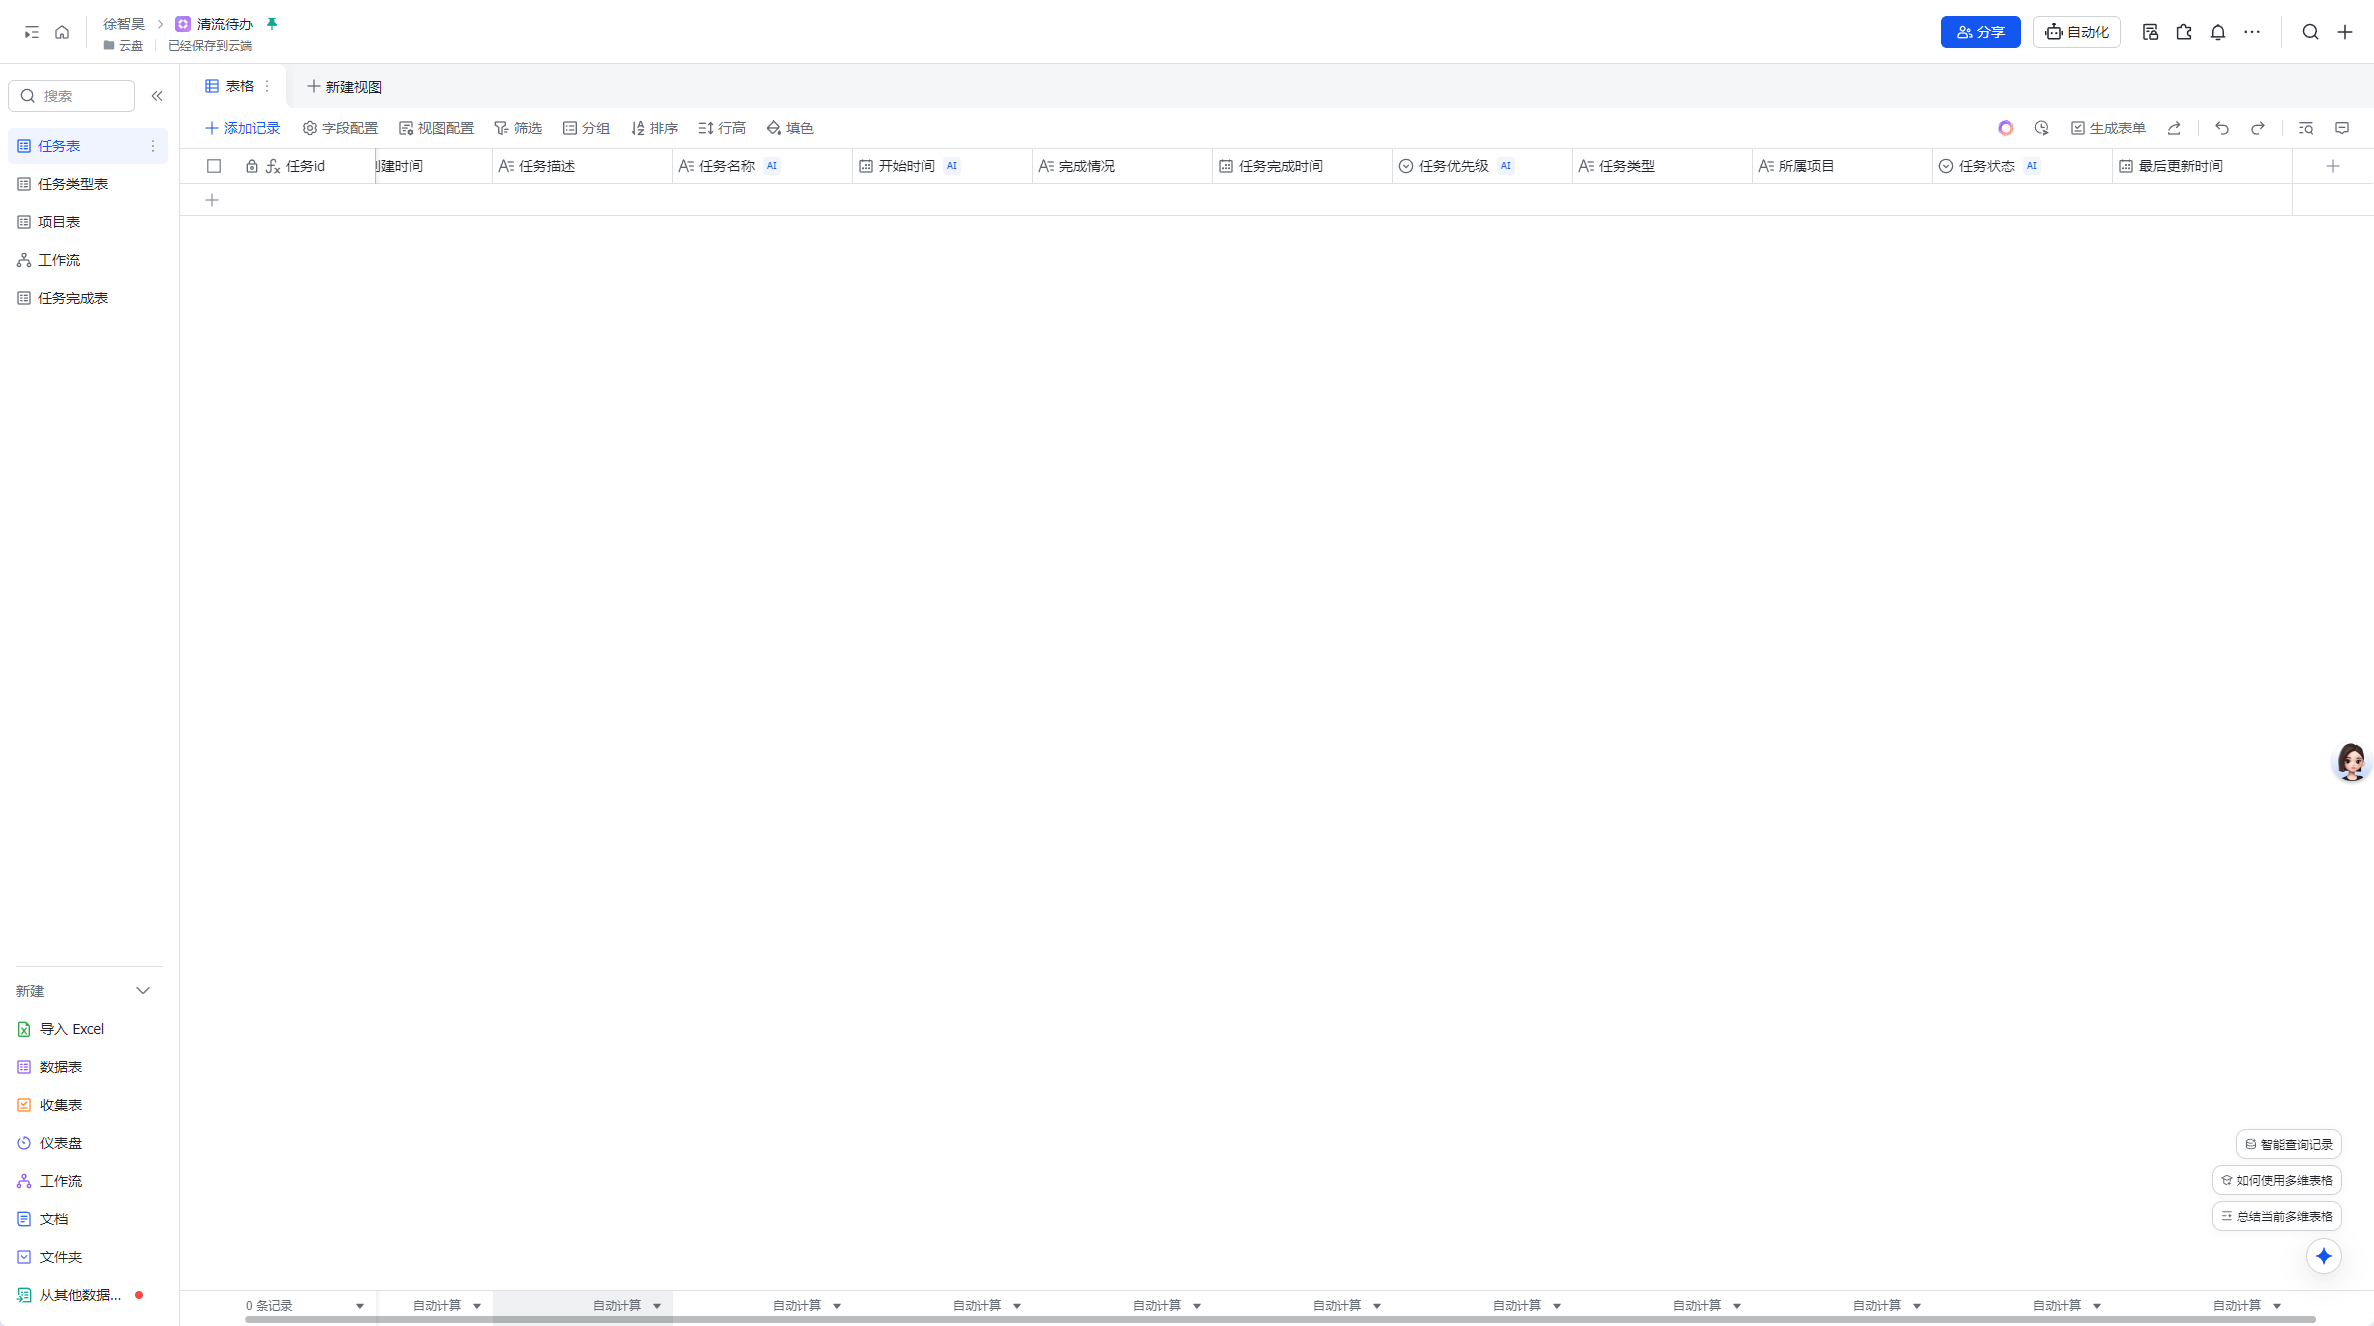 徐智昊
清流待办
云盘
已经保存到云端
分享
自动化
搜索
表格
新建视图
任务表
任务类型表
项目表
工作流
任务完成表
添加记录
字段配置
视图配置
筛选
分组
排序
行高
填色
生成表单
任务id
建时间
任务描述
任务名称 AI
开始时间 AI
完成情况
任务完成时间
任务优先级 AI
任务类型
所属项目
任务状态 AI
最后更新时间
新建
导入 Excel
数据表
收集表
仪表盘
工作流
文档
文件夹
从其他数据...
智能查询记录
如何使用多维表格
总结当前多维表格
0 条记录
自动计算
自动计算
自动计算
自动计算
自动计算
自动计算
自动计算
自动计算
自动计算
自动计算
自动计算